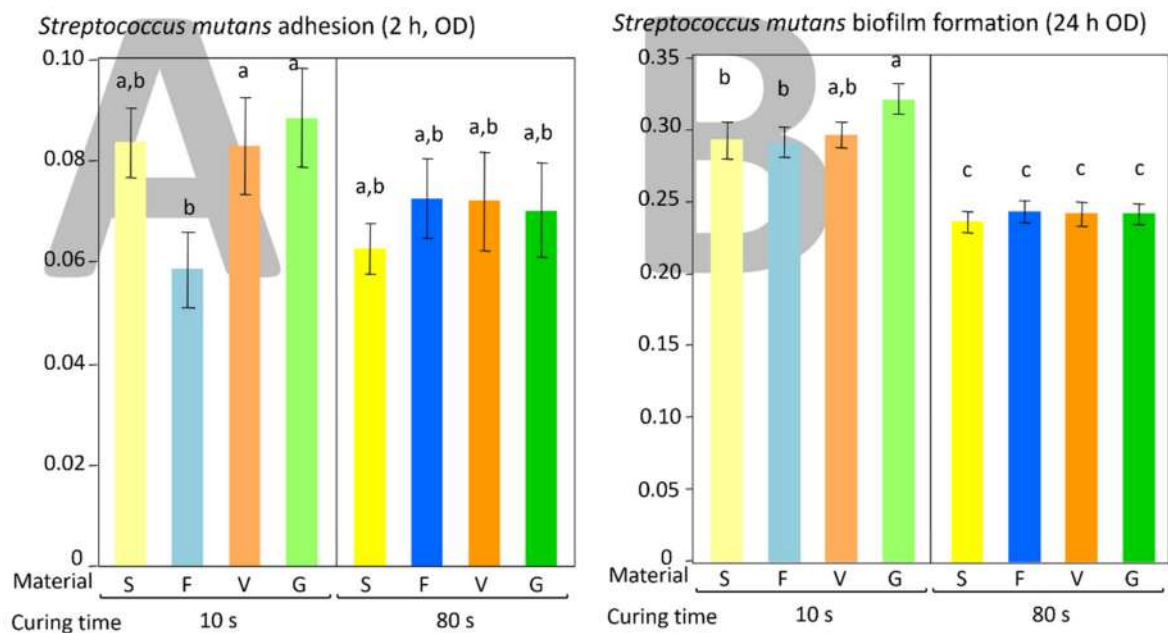 Streptococcus mutans adhesion (2 h, OD)
A
0.10
0.08
0.06
0.04
0.02
0
a,b
b
a
a
a,b
a,b
a,b
a,b
Material S F V G S F V G
Curing time 10 s 80 s
Streptococcus mutans biofilm formation (24 h OD)
B
0.35
0.30
0.25
0.20
0.15
0.10
0.05
0
b
b
a,b
a
c
c
c
c
Material S F V G S F V G
Curing time 10 s 80 s